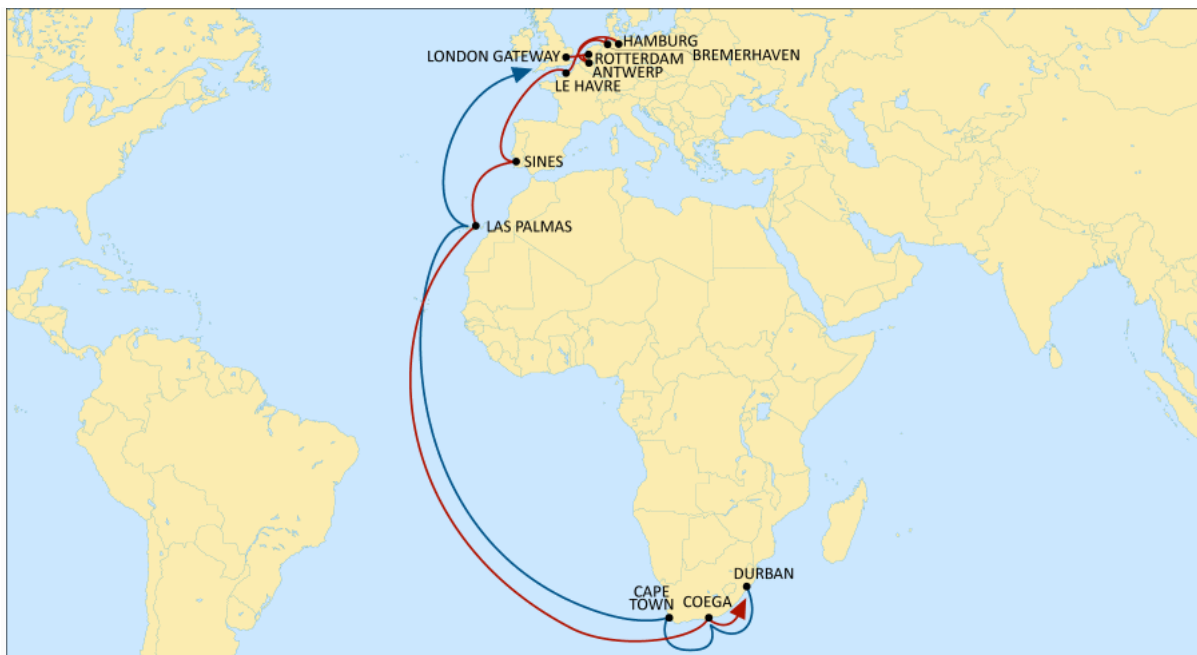 HAMBURG
LONDON GATEWAY
ROTTERDAM
BREMERHAVEN
ANTWERP
LE HAVRE
SINES
LAS PALMAS
DURBAN
CAPE
TOWN
COEGA